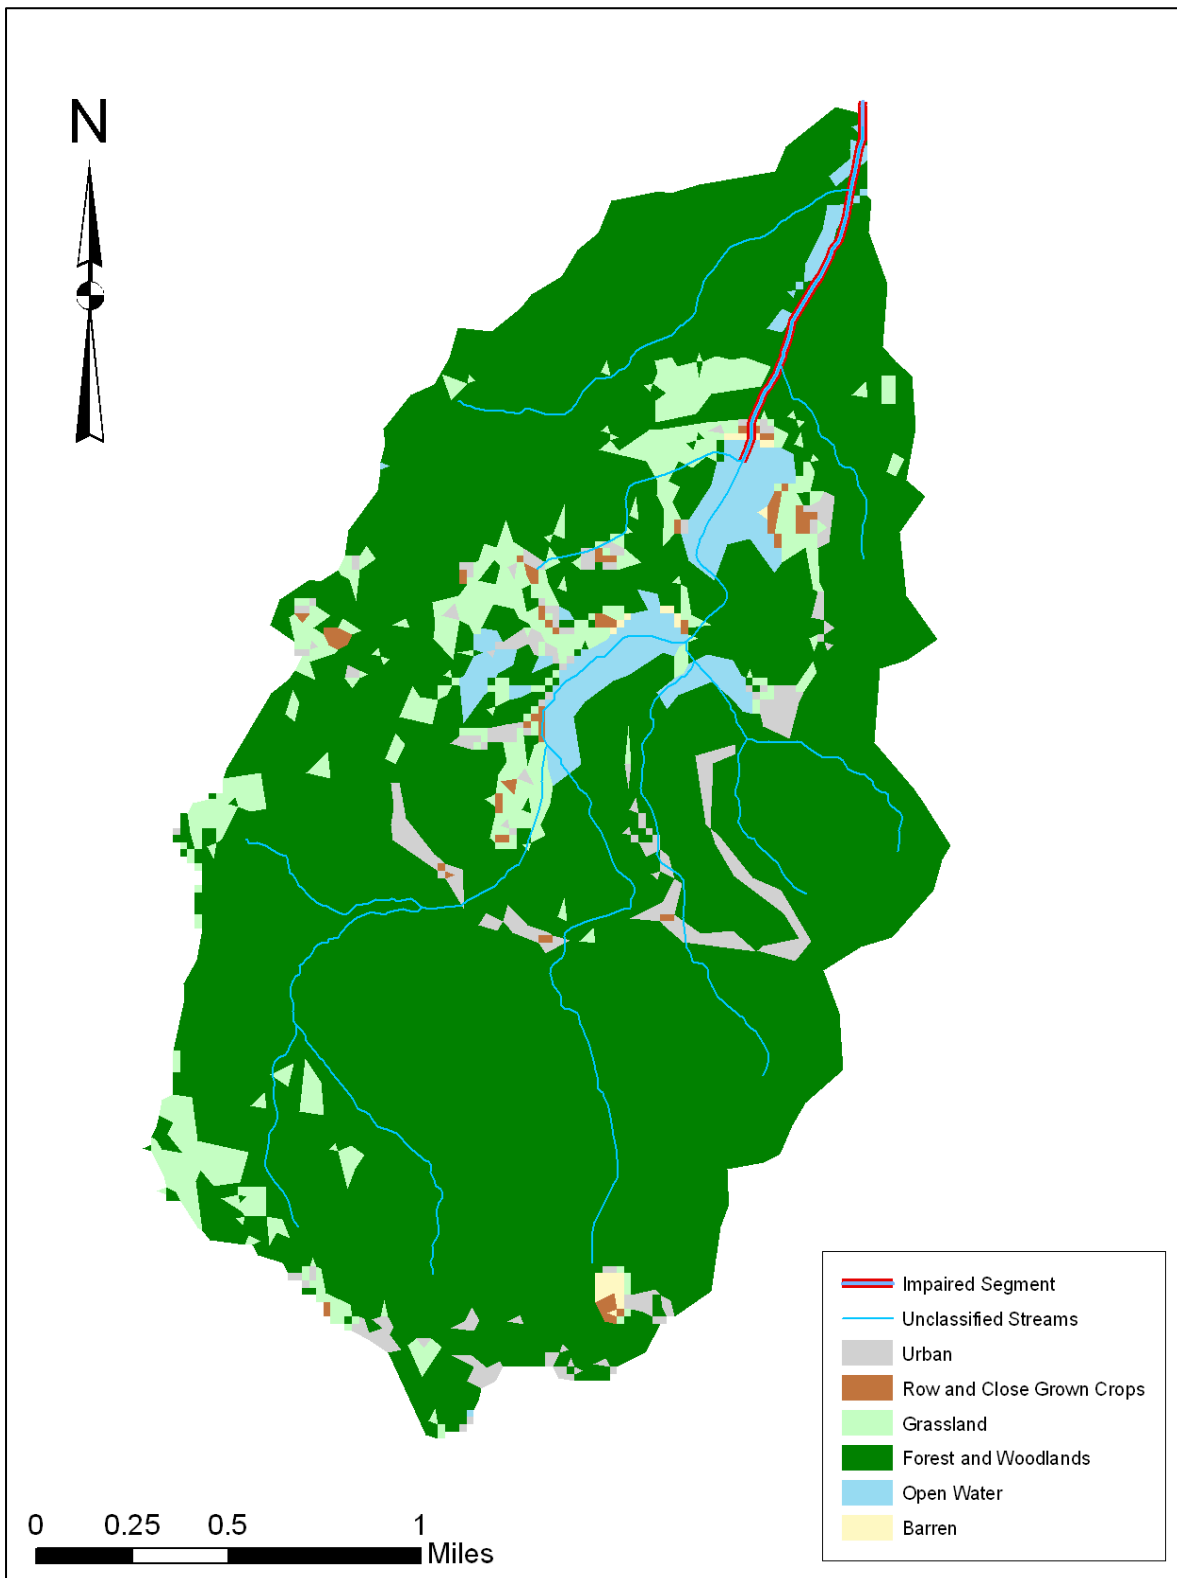 N
Impaired Segment
Unclassified Streams
Urban
Row and Close Grown Crops
Grassland
Forest and Woodlands
Open Water
Barren
0 0.25 0.5 1
Miles